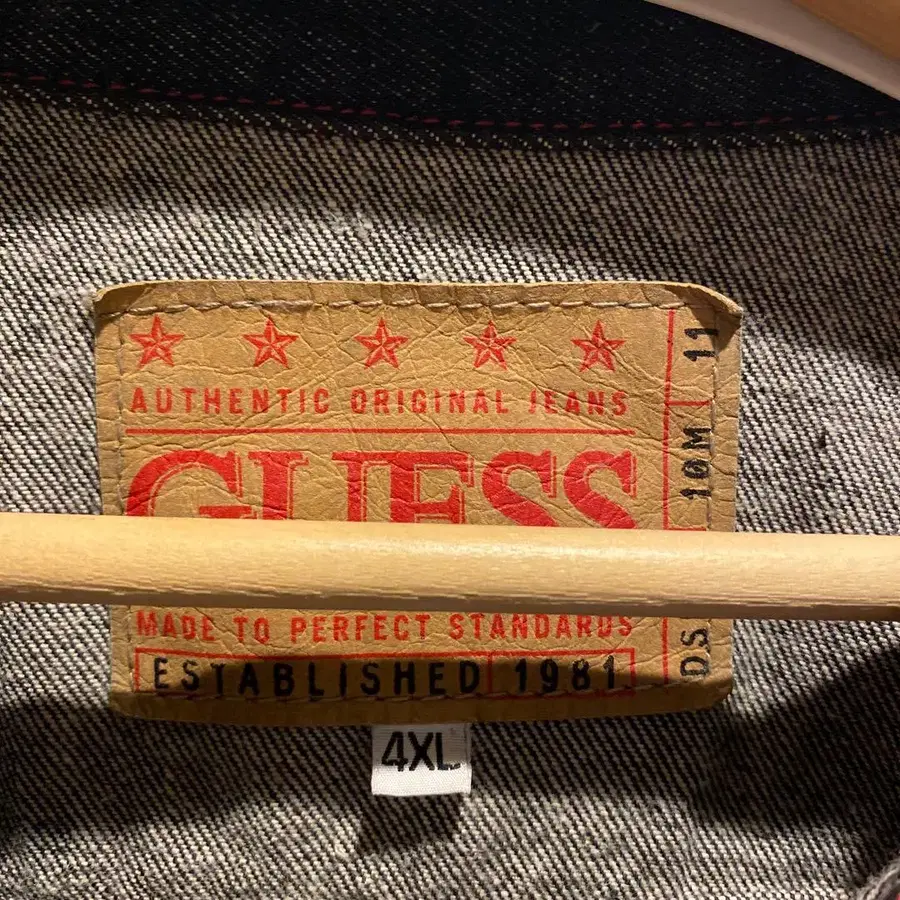 AUTHENTIC ORIGINAL JEANS
GUESS
MADE TO PERFECT STANDARDS
ESTABLISHED 1981
DS 10M 11
4XL